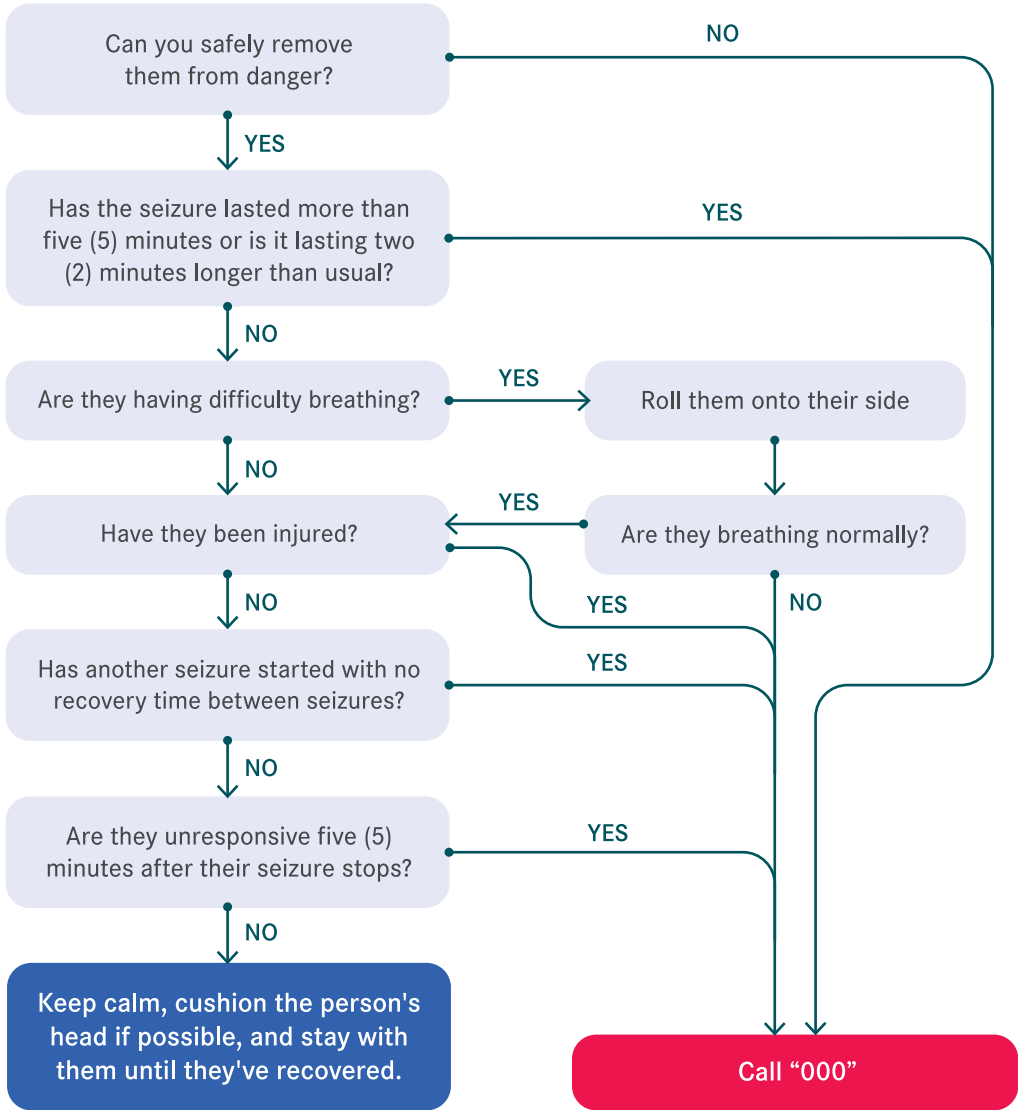 Can you safely remove
them from danger?
NO
YES
Has the seizure lasted more than
five (5) minutes or is it lasting two
(2) minutes longer than usual?
YES
NO
Are they having difficulty breathing?
YES
Roll them onto their side
NO
Have they been injured?
YES
Are they breathing normally?
NO
YES
NO
Has another seizure started with no
recovery time between seizures?
YES
NO
Are they unresponsive five (5)
minutes after their seizure stops?
YES
NO
Keep calm, cushion the person's
head if possible, and stay with
them until they've recovered.
Call “000”